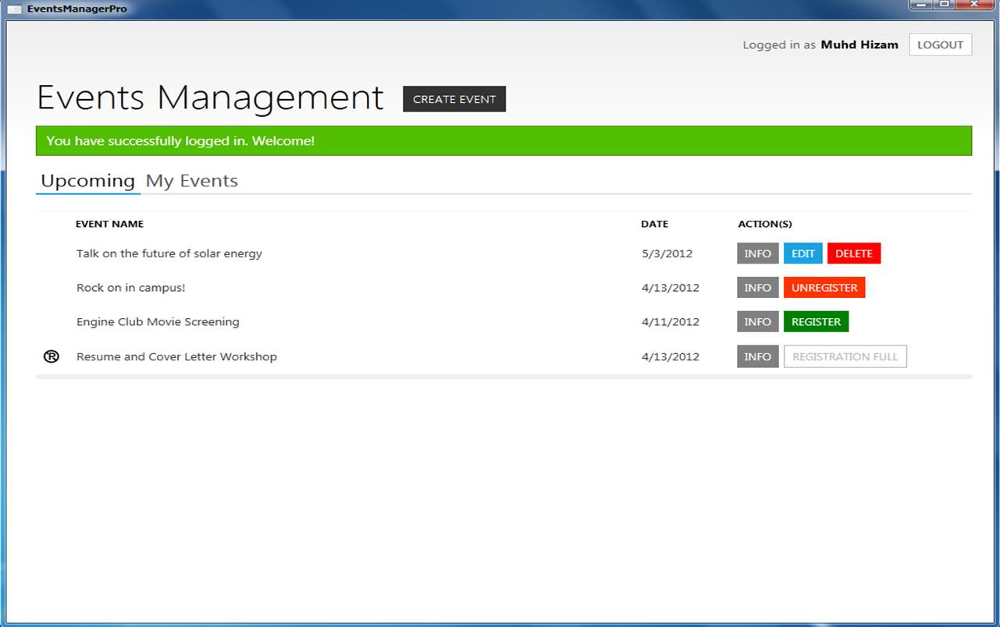 EventsManagerPro
Logged in as Muhd Hizam LOGOUT
Events Management CREATE EVENT
You have successfully logged in. Welcome!
Upcoming My Events
EVENT NAME DATE ACTION(S)
Talk on the future of solar energy 5/3/2012 INFO EDIT DELETE
Rock on in campus! 4/13/2012 INFO UNREGISTER
Engine Club Movie Screening 4/11/2012 INFO REGISTER
® Resume and Cover Letter Workshop 4/13/2012 INFO REGISTRATION FULL